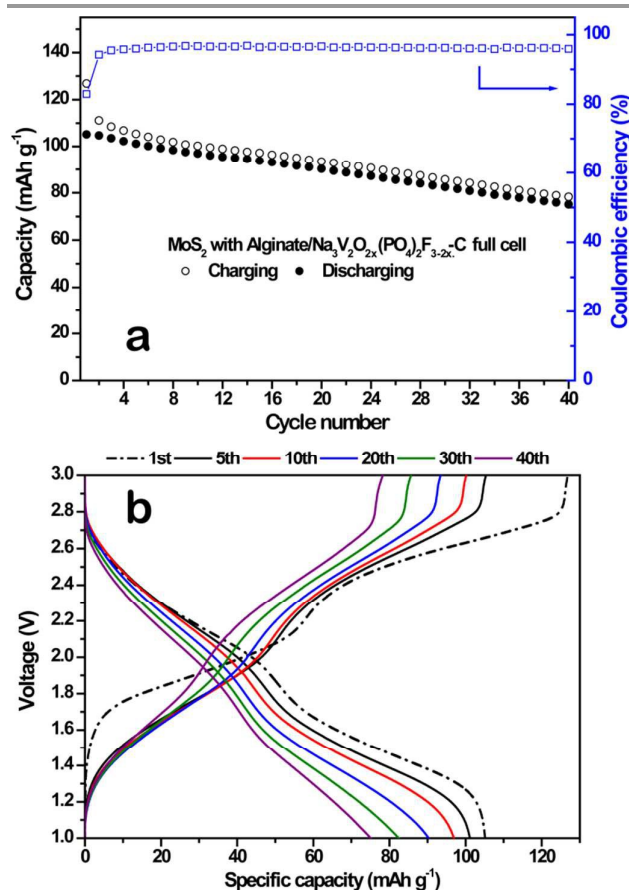 a
Capacity (mAh g⁻¹)
140
120
100
80
60
40
20
0
MoS₂ with Alginate/Na₃V₂O₂ₓ(PO₄)₂F₃₋₂ₓ.-C full cell
○ Charging ● Discharging
4 8 12 16 20 24 28 32 36 40
Cycle number
100
80
60
40
20
0
Coulombic efficiency (%)
1st 5th 10th 20th 30th 40th
b
Voltage (V)
3.0
2.8
2.6
2.4
2.2
2.0
1.8
1.6
1.4
1.2
1.0
0 20 40 60 80 100 120
Specific capacity (mAh g⁻¹)